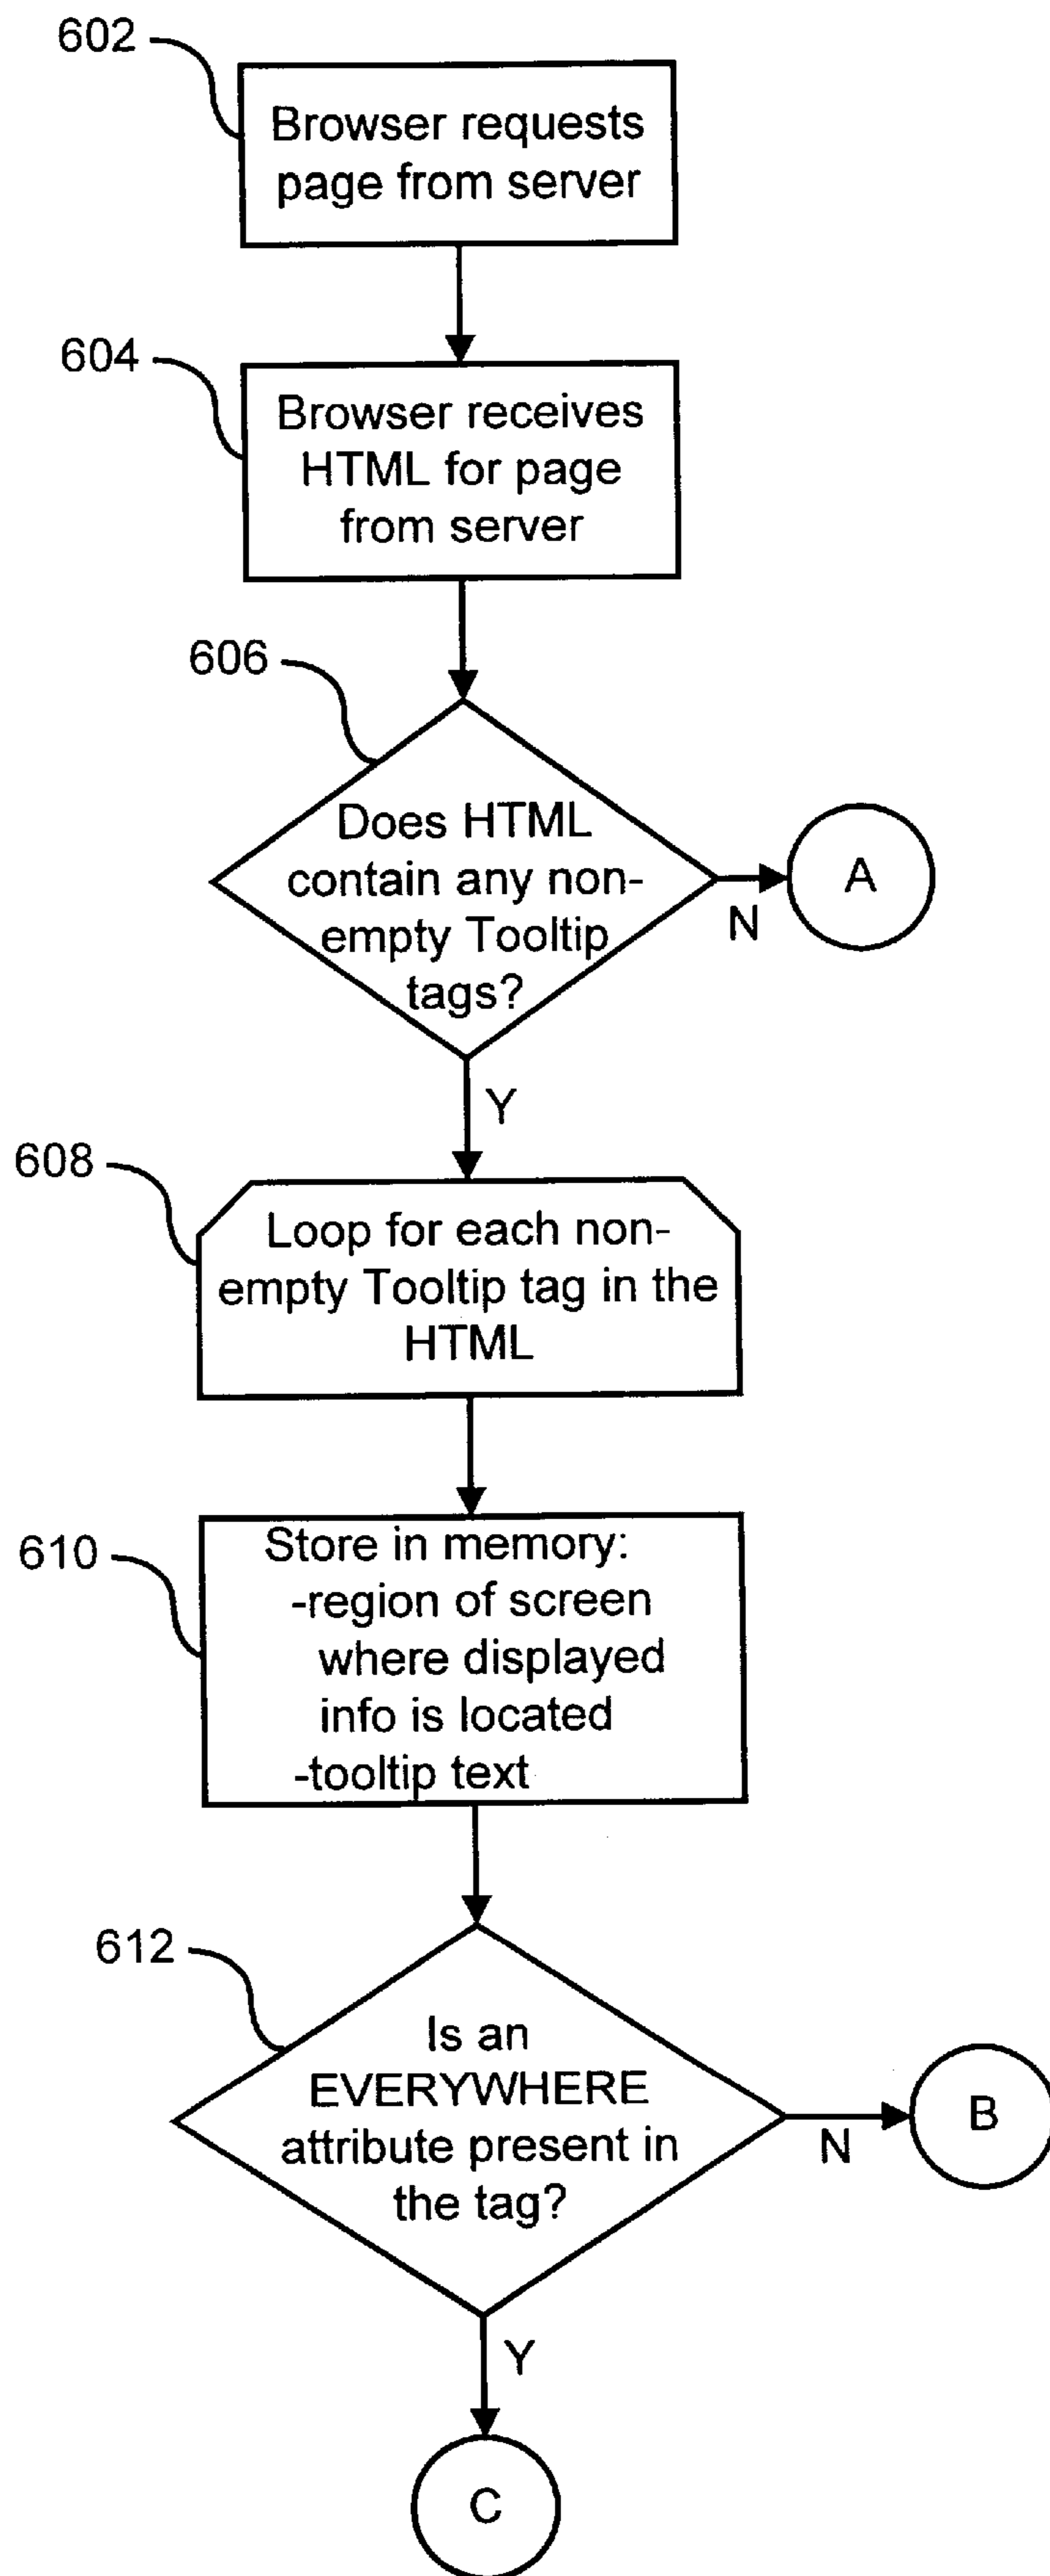 602
Browser requests
page from server
604
Browser receives
HTML for page
from server
606
Does HTML
contain any non-
empty Tooltip
tags?
N
A
Y
608
Loop for each non-
empty Tooltip tag in the
HTML
610
Store in memory:
-region of screen
where displayed
info is located
-tooltip text
612
Is an
EVERYWHERE
attribute present in
the tag?
N
B
Y
C